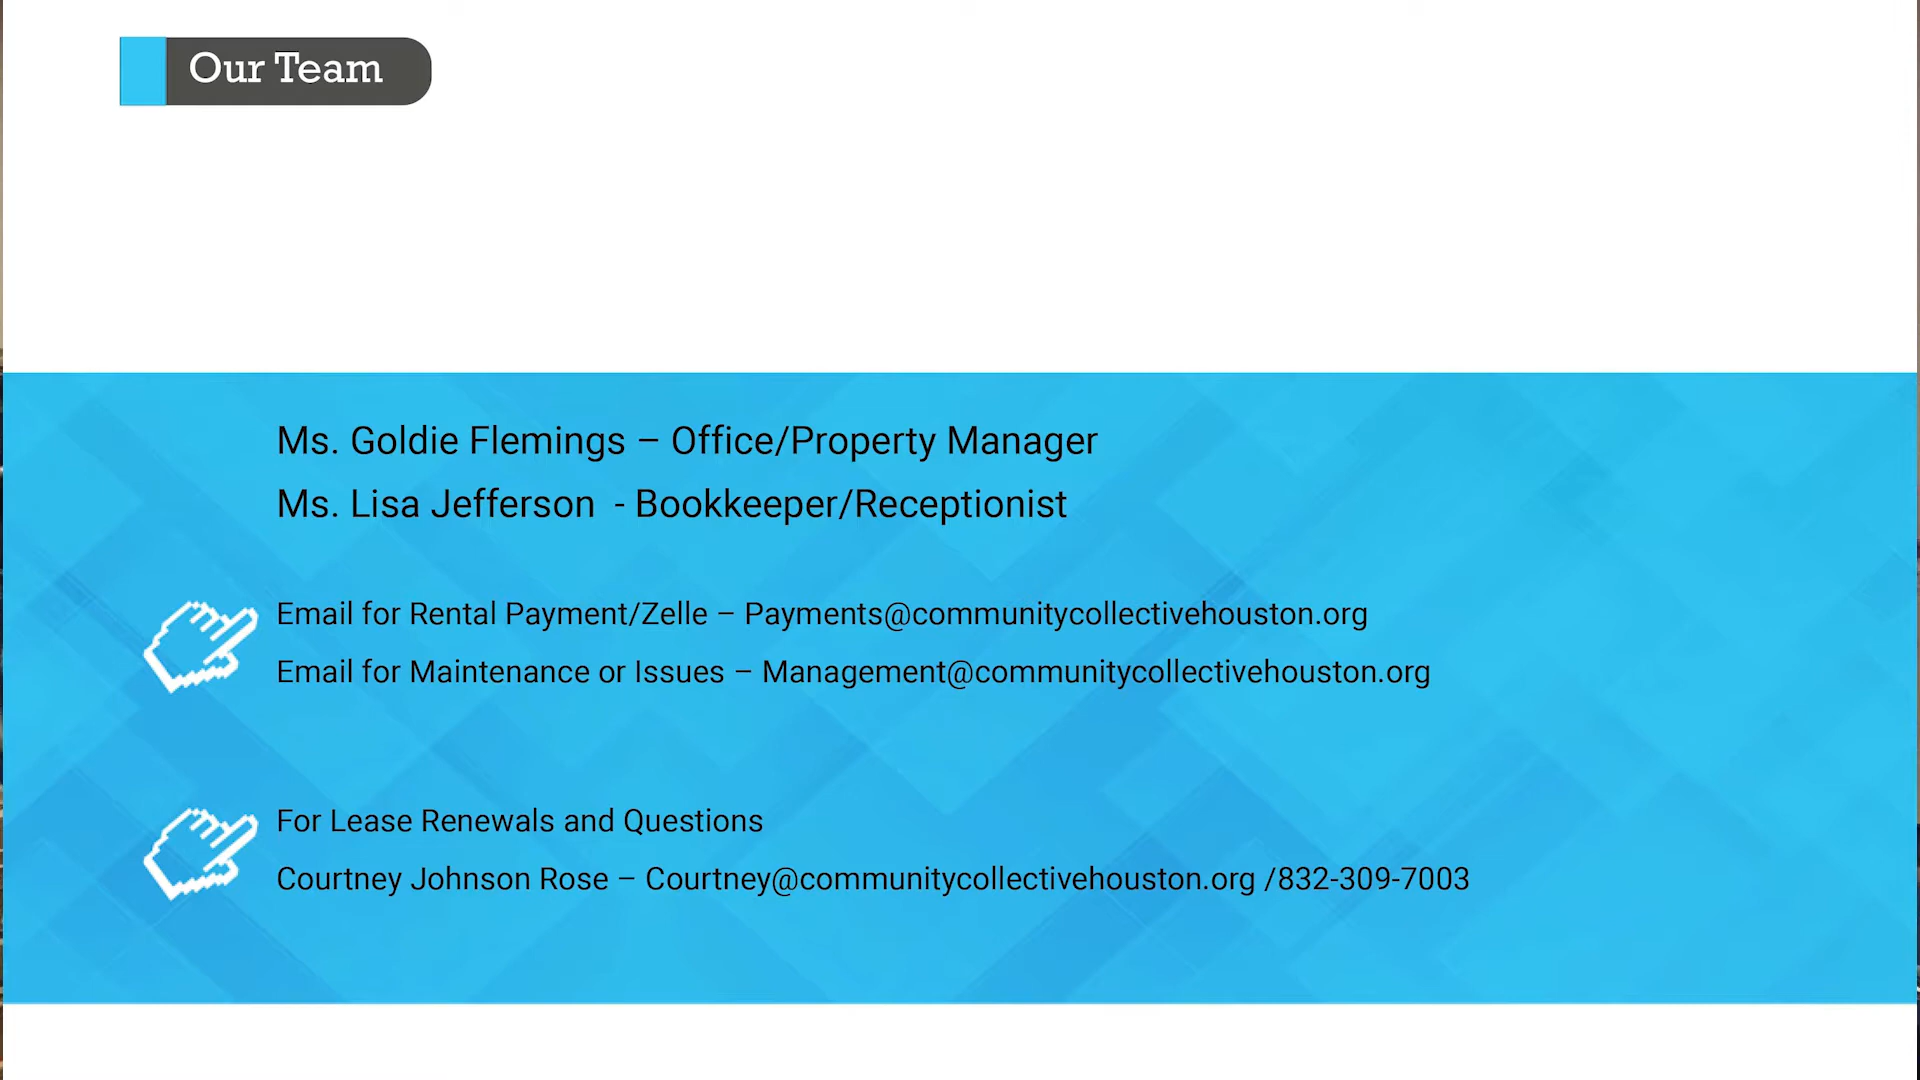 Our Team
Ms. Goldie Flemings – Office/Property Manager
Ms. Lisa Jefferson  - Bookkeeper/Receptionist
Email for Rental Payment/Zelle – Payments@communitycollectivehouston.org
Email for Maintenance or Issues – Management@communitycollectivehouston.org
For Lease Renewals and Questions
Courtney Johnson Rose – Courtney@communitycollectivehouston.org /832-309-7003